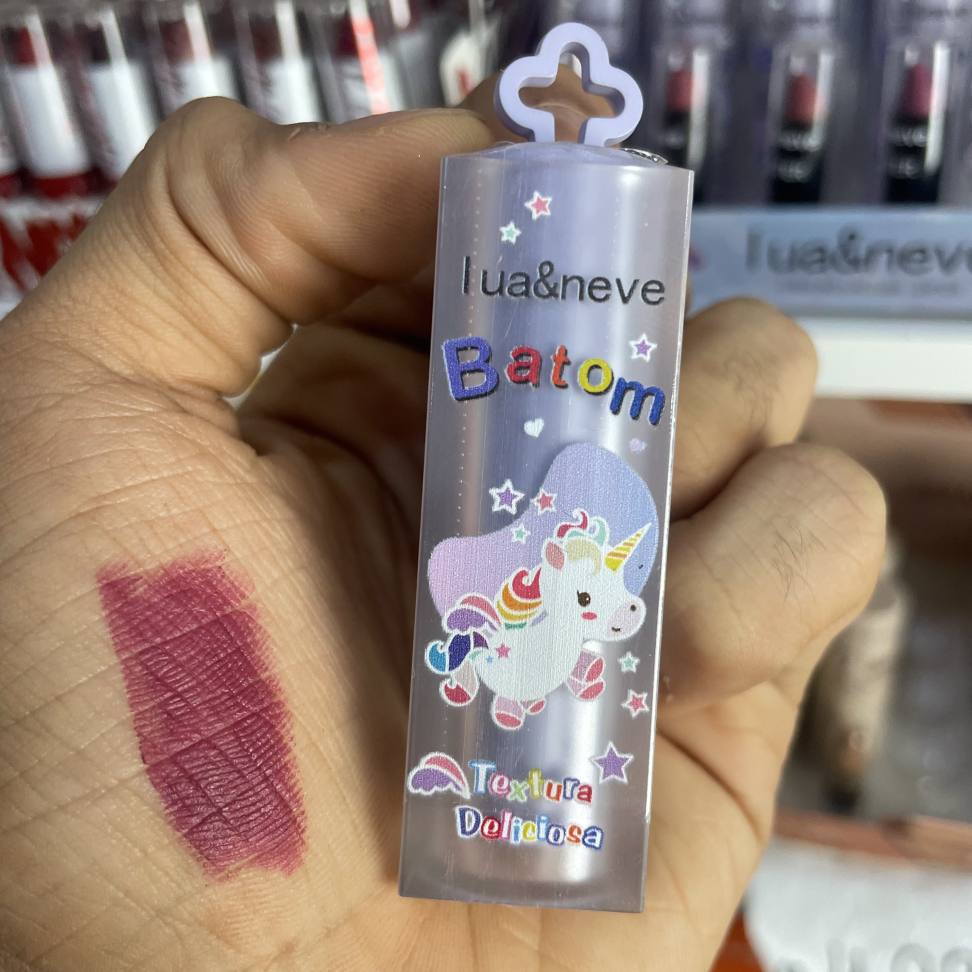 lua&neve
Batom
Textura
Deliciosa
lua&neve